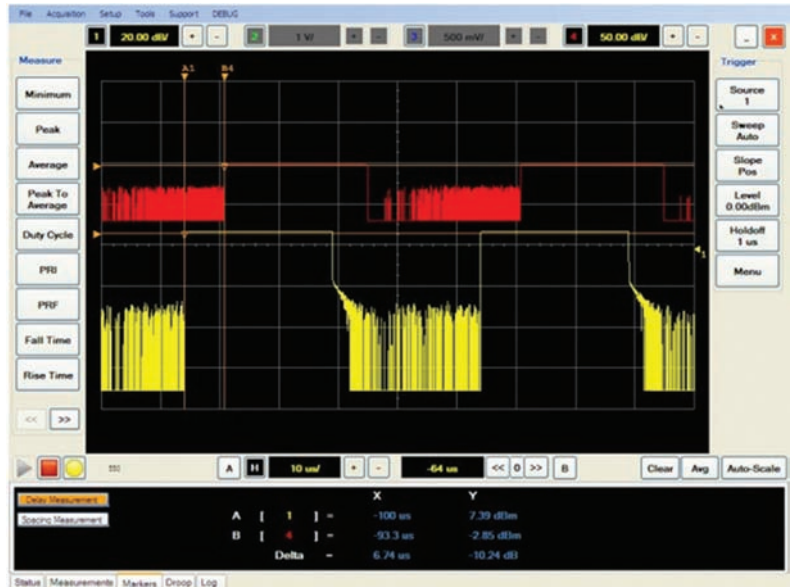 File Acquisition Setup Tools Support DEBUG
1 20.00 dB/ + - 2 1 V/ + - 3 500 mV/ + - 4 50.00 dB/ + - _ X
Measure
Minimum
Peak
Average
Peak To Average
Duty Cycle
PRI
PRF
Fall Time
Rise Time
<< >>
A1 B4
1
Trigger
Source
1
Sweep
Auto
Slope
Pos
Level
0.00dBm
Holdoff
1 us
Menu
A H 10 us/ + - -64 us << 0 >> B Clear Avg Auto-Scale
Delay Measurement
Spacing Measurement
X Y
A [ 1 ] = -100 us 7.39 dBm
B [ 4 ] = -93.3 us -2.85 dBm
Delta = 6.74 us -10.24 dB
Status Measurements Markers Droop Log